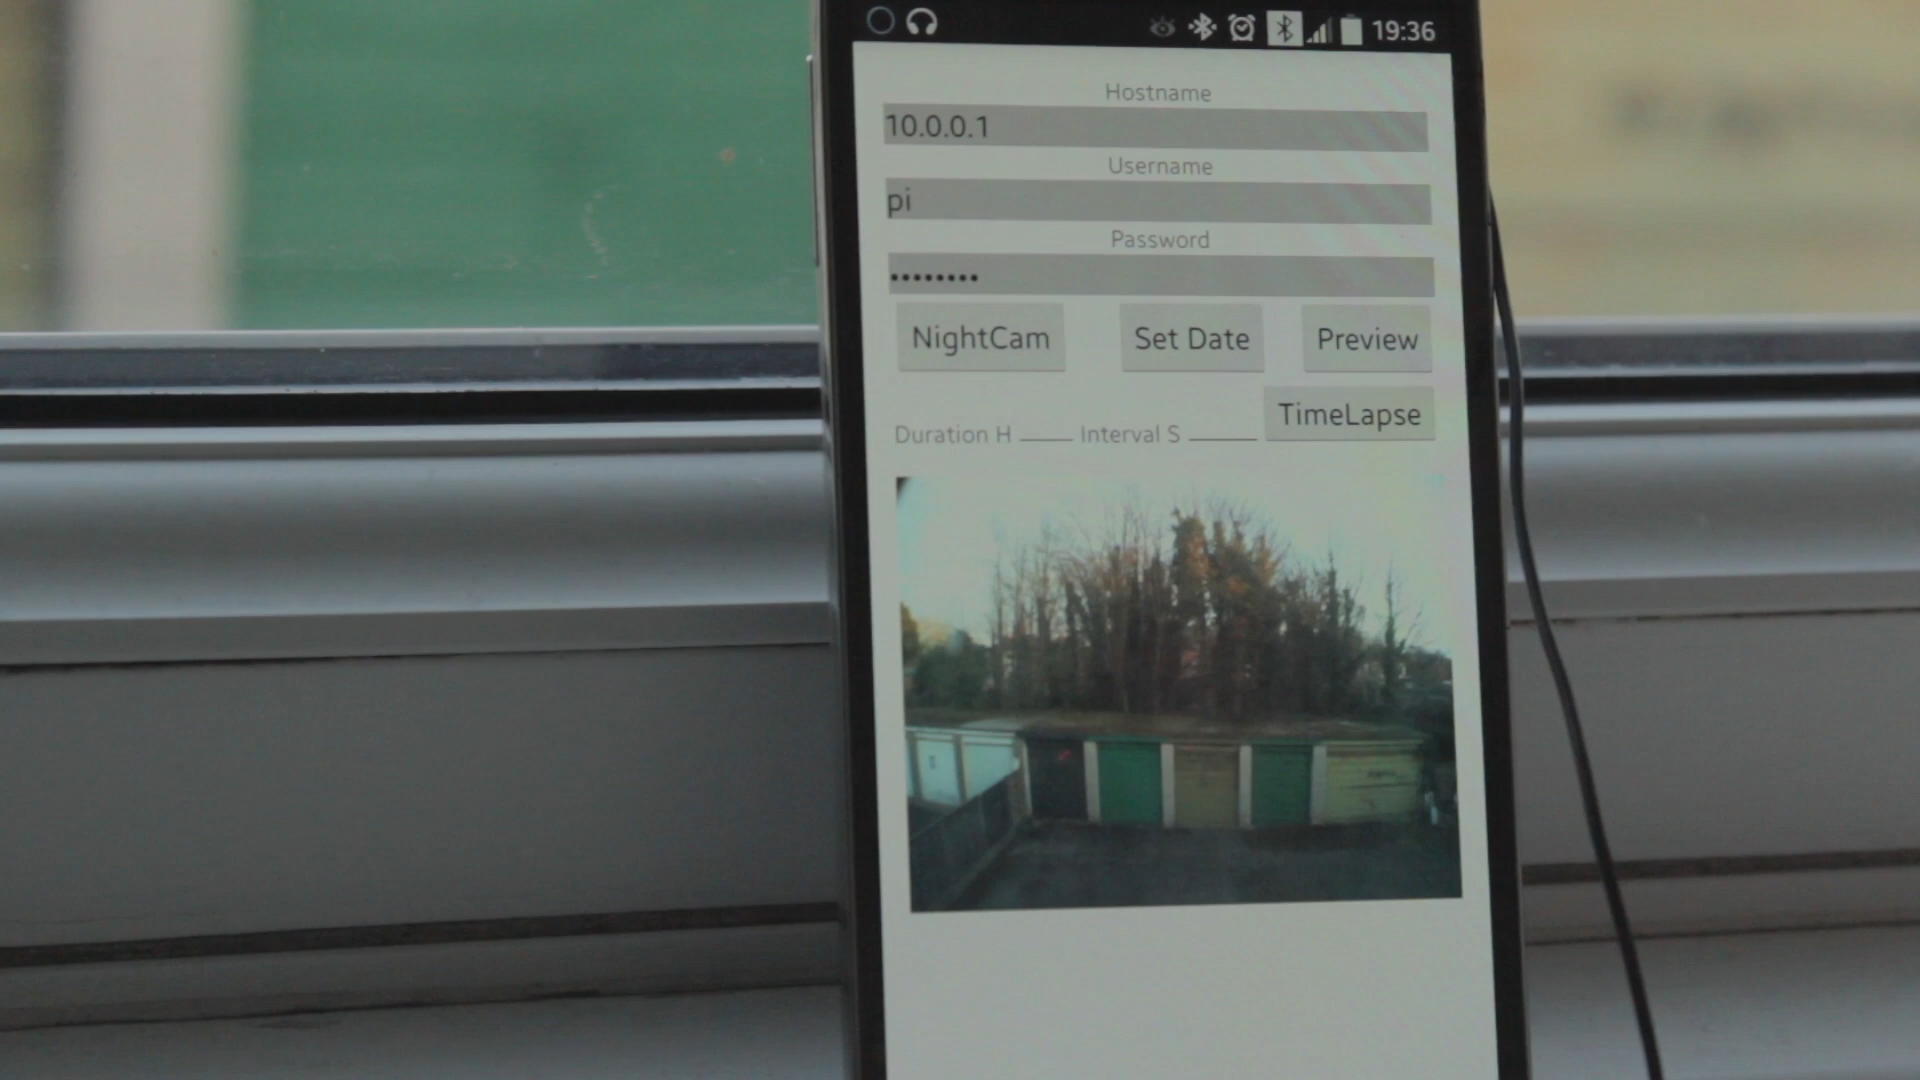 19:36
Hostname
10.0.0.1
Username
pi
Password
••••••••
NightCam Set Date Preview
Duration H Interval S TimeLapse